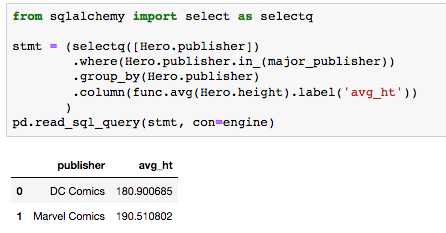 from sqlalchemy import select as selectq
stmt = (selectq([Hero.publisher])
.where(Hero.publisher.in_(major_publisher))
.group_by(Hero.publisher)
.column(func.avg(Hero.height).label('avg_ht'))
)
pd.read_sql_query(stmt, con=engine)
publisher avg_ht
0 DC Comics 180.900685
1 Marvel Comics 190.510802